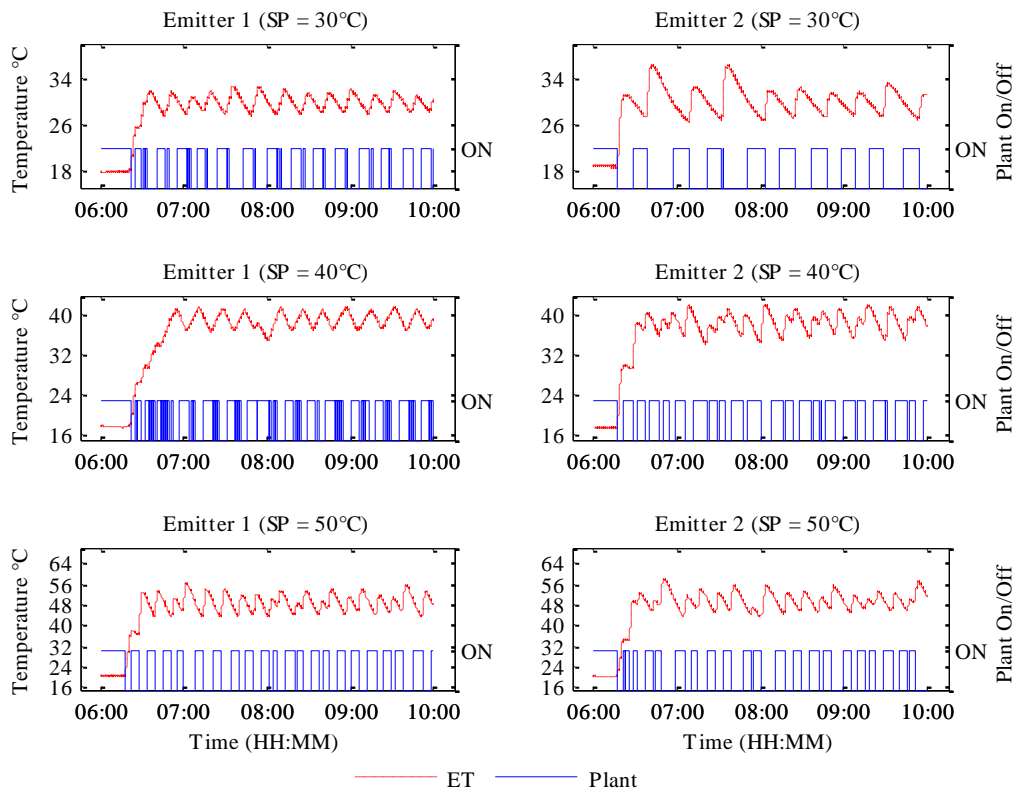 Emitter 1 (SP = 30°C)
Emitter 2 (SP = 30°C)
Temperature °C
34
26
18
ON
06:00 07:00 08:00 09:00 10:00
34
26
18
ON
Plant On/Off
06:00 07:00 08:00 09:00 10:00
Emitter 1 (SP = 40°C)
Emitter 2 (SP = 40°C)
Temperature °C
40
32
24
16
ON
06:00 07:00 08:00 09:00 10:00
40
32
24
16
ON
Plant On/Off
06:00 07:00 08:00 09:00 10:00
Emitter 1 (SP = 50°C)
Emitter 2 (SP = 50°C)
Temperature °C
64
56
48
40
32
24
16
ON
06:00 07:00 08:00 09:00 10:00
Time (HH:MM)
64
56
48
40
32
24
16
ON
Plant On/Off
06:00 07:00 08:00 09:00 10:00
Time (HH:MM)
ET Plant